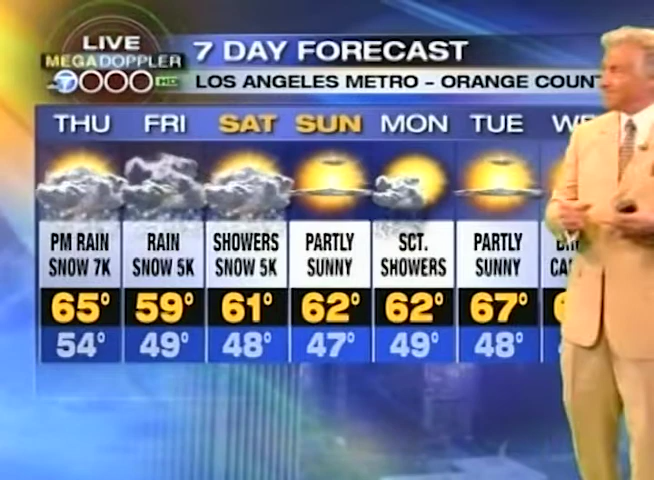 LIVE
MEGADOPPLER
7000 HD
7 DAY FORECAST
LOS ANGELES METRO - ORANGE COUNT
THU FRI SAT SUN MON TUE WE
PM RAIN SNOW 7K
RAIN SNOW 5K
SHOWERS SNOW 5K
PARTLY SUNNY
SCT. SHOWERS
PARTLY SUNNY
65° 59° 61° 62° 62° 67° 6
54° 49° 48° 47° 49° 48°